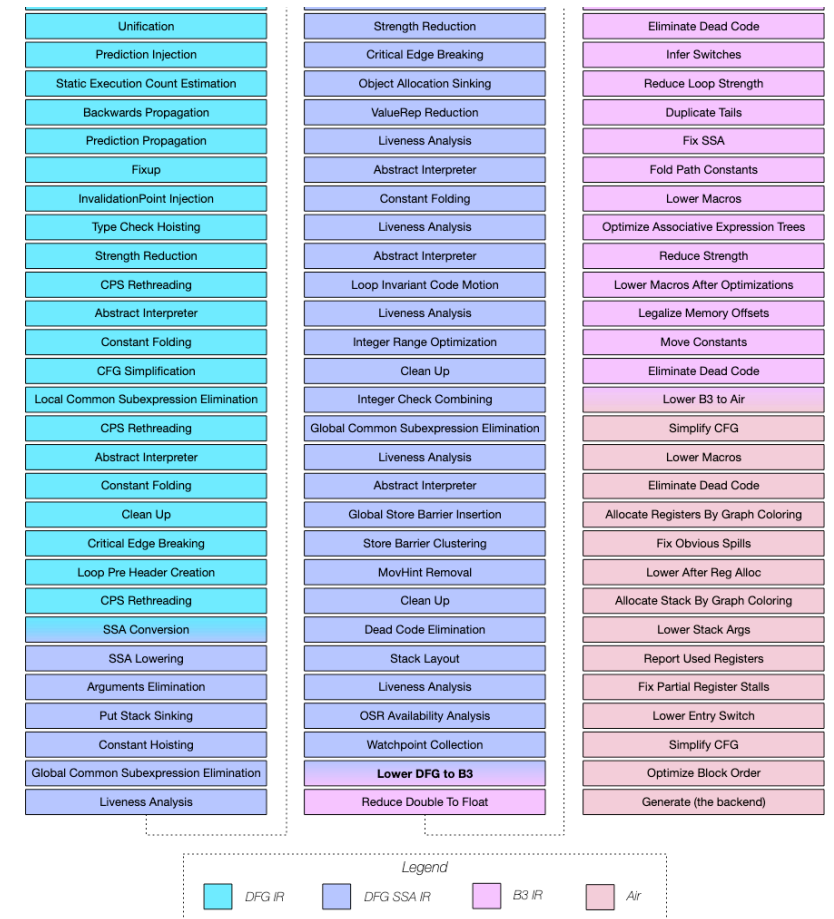 Unification
Prediction Injection
Static Execution Count Estimation
Backwards Propagation
Prediction Propagation
Fixup
InvalidationPoint Injection
Type Check Hoisting
Strength Reduction
CPS Rethreading
Abstract Interpreter
Constant Folding
CFG Simplification
Local Common Subexpression Elimination
CPS Rethreading
Abstract Interpreter
Constant Folding
Clean Up
Critical Edge Breaking
Loop Pre Header Creation
CPS Rethreading
SSA Conversion
SSA Lowering
Arguments Elimination
Put Stack Sinking
Constant Hoisting
Global Common Subexpression Elimination
Liveness Analysis
Strength Reduction
Critical Edge Breaking
Object Allocation Sinking
ValueRep Reduction
Liveness Analysis
Abstract Interpreter
Constant Folding
Liveness Analysis
Abstract Interpreter
Loop Invariant Code Motion
Liveness Analysis
Integer Range Optimization
Clean Up
Integer Check Combining
Global Common Subexpression Elimination
Liveness Analysis
Abstract Interpreter
Global Store Barrier Insertion
Store Barrier Clustering
MovHint Removal
Clean Up
Dead Code Elimination
Stack Layout
Liveness Analysis
OSR Availability Analysis
Watchpoint Collection
Lower DFG to B3
Reduce Double To Float
Eliminate Dead Code
Infer Switches
Reduce Loop Strength
Duplicate Tails
Fix SSA
Fold Path Constants
Lower Macros
Optimize Associative Expression Trees
Reduce Strength
Lower Macros After Optimizations
Legalize Memory Offsets
Move Constants
Eliminate Dead Code
Lower B3 to Air
Simplify CFG
Lower Macros
Eliminate Dead Code
Allocate Registers By Graph Coloring
Fix Obvious Spills
Lower After Reg Alloc
Allocate Stack By Graph Coloring
Lower Stack Args
Report Used Registers
Fix Partial Register Stalls
Lower Entry Switch
Simplify CFG
Optimize Block Order
Generate (the backend)
Legend
DFG IR
DFG SSA IR
B3 IR
Air